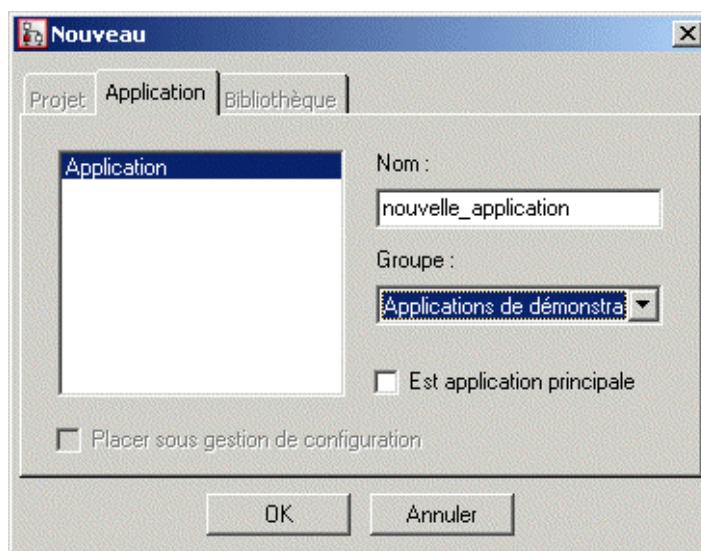 Nouveau
Projet Application Bibliothèque
Application
Nom :
nouvelle_application
Groupe :
Applications de démonstra
Est application principale
Placer sous gestion de configuration
OK Annuler